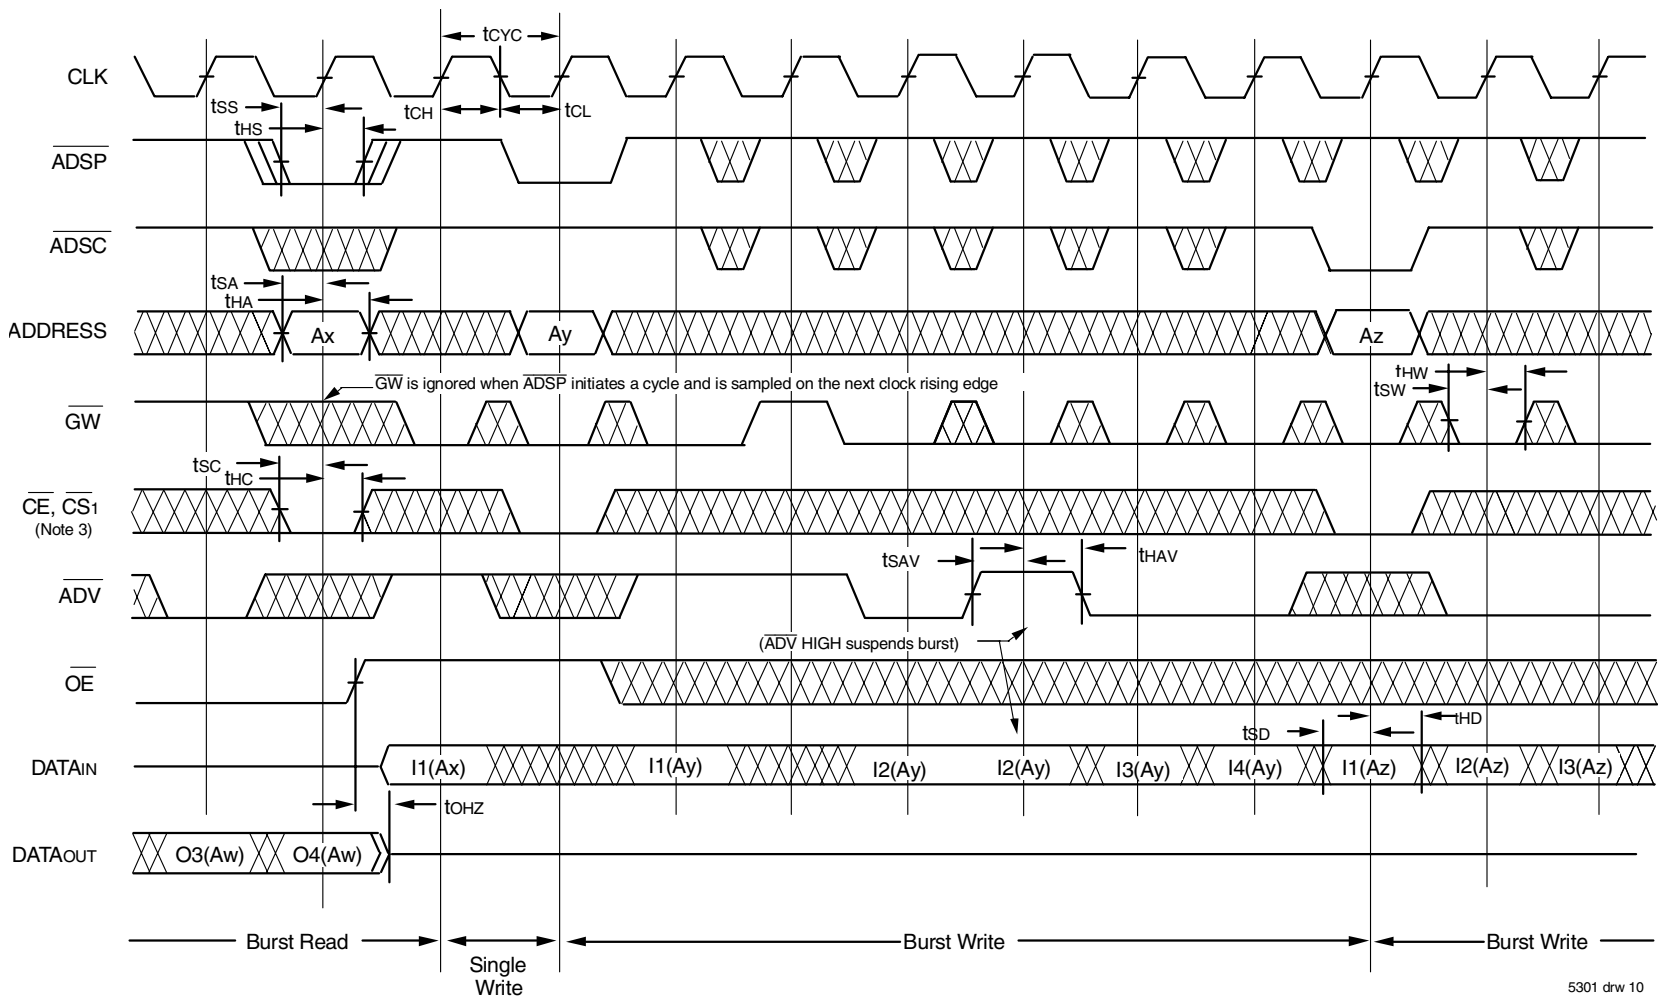 tCYC
CLK
tSS
tCH
tCL
tHS
ADSP
ADSC
tSA
tHA
ADDRESS
Ax
Ay
Az
GW is ignored when ADSP initiates a cycle and is sampled on the next clock rising edge
tHW
tSW
GW
tSC
tHC
CE, CS1
(Note 3)
tSAV
tHAV
ADV
(ADV HIGH suspends burst)
OE
tSD
tHD
DATAIN
I1(Ax)
I1(Ay)
I2(Ay)
I2(Ay)
I3(Ay)
I4(Ay)
I1(Az)
I2(Az)
I3(Az)
tOHZ
DATAOUT
O3(Aw)
O4(Aw)
Burst Read
Single
Write
Burst Write
Burst Write
5301 drw 10